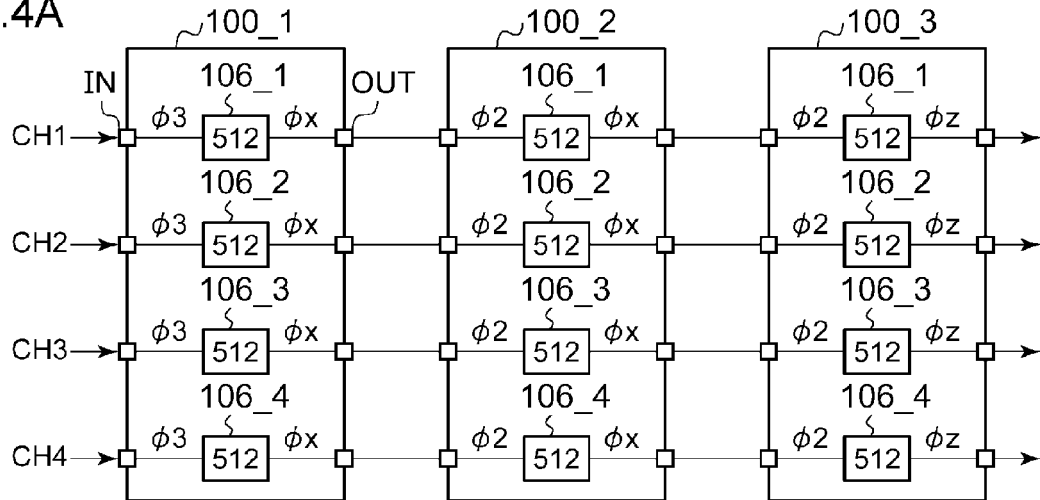 .4A
100_1 100_2 100_3
IN 106_1 OUT 106_1 106_1
CH1 ϕ3 512 ϕx ϕ2 512 ϕx ϕ2 512 ϕz
106_2 106_2 106_2
CH2 ϕ3 512 ϕx ϕ2 512 ϕx ϕ2 512 ϕz
106_3 106_3 106_3
CH3 ϕ3 512 ϕx ϕ2 512 ϕx ϕ2 512 ϕz
106_4 106_4 106_4
CH4 ϕ3 512 ϕx ϕ2 512 ϕx ϕ2 512 ϕz